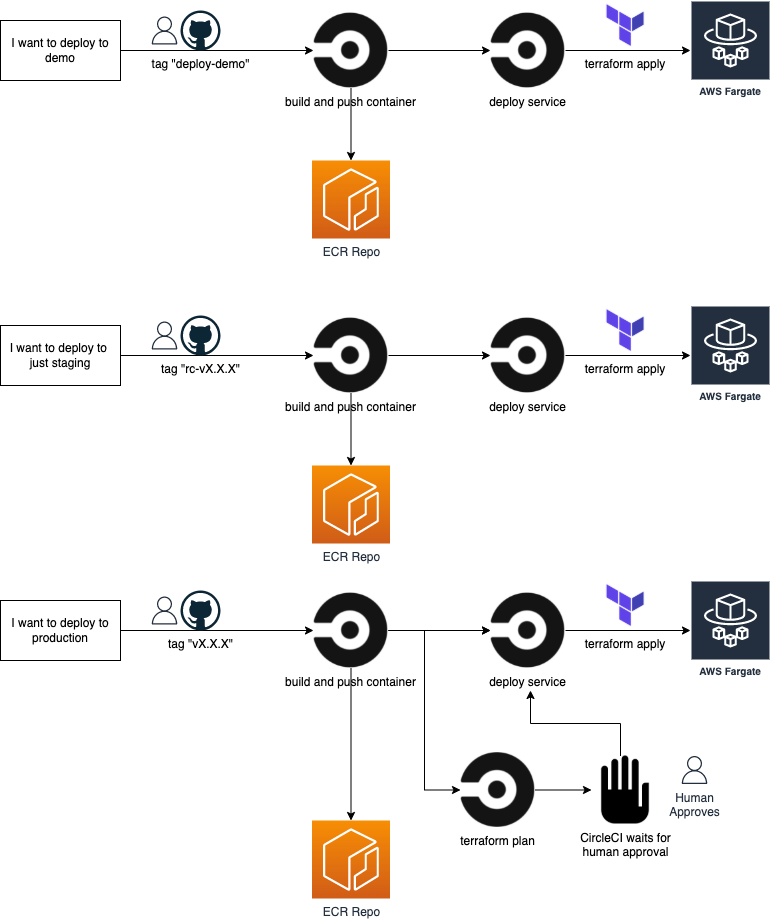 I want to deploy to
demo
tag "deploy-demo"
build and push container
deploy service
terraform apply
AWS Fargate
ECR Repo
I want to deploy to
just staging
tag "rc-vX.X.X"
build and push container
deploy service
terraform apply
AWS Fargate
ECR Repo
I want to deploy to
production
tag "vX.X.X"
build and push container
deploy service
terraform apply
AWS Fargate
terraform plan
CircleCI waits for
human approval
Human
Approves
ECR Repo